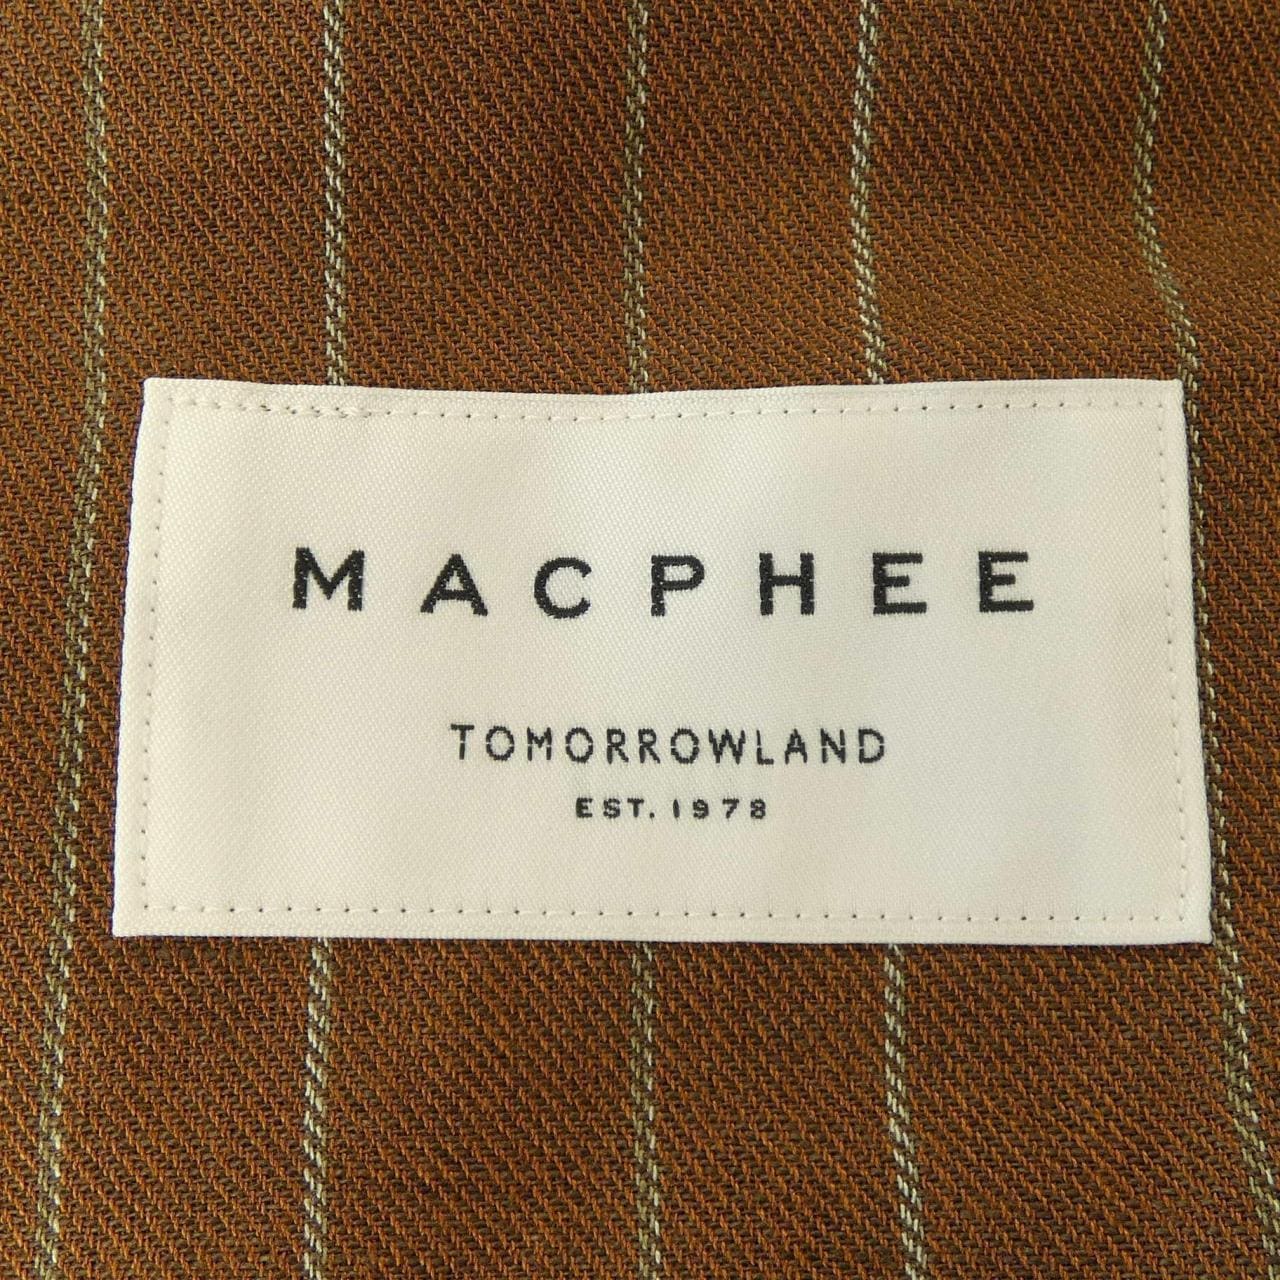 MACPHEE
TOMORROWLAND
EST. 1978